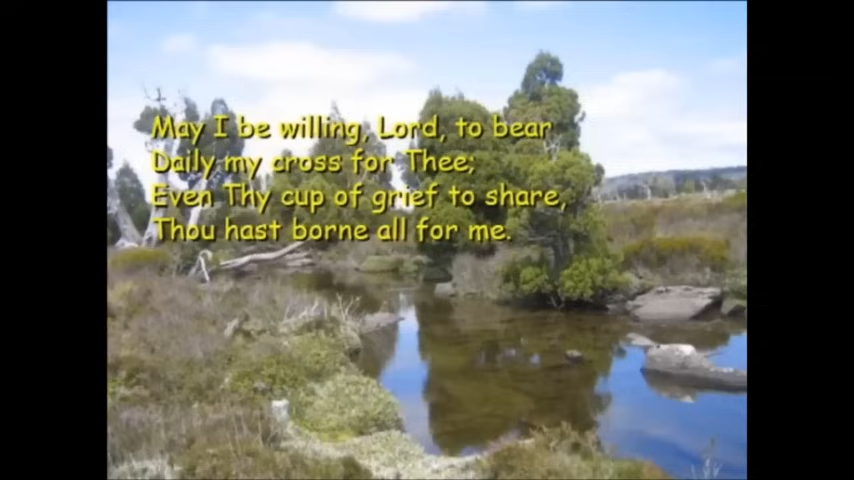 May I be willing, Lord, to bear
Daily my cross for Thee;
Even Thy cup of grief to share,
Thou hast borne all for me.